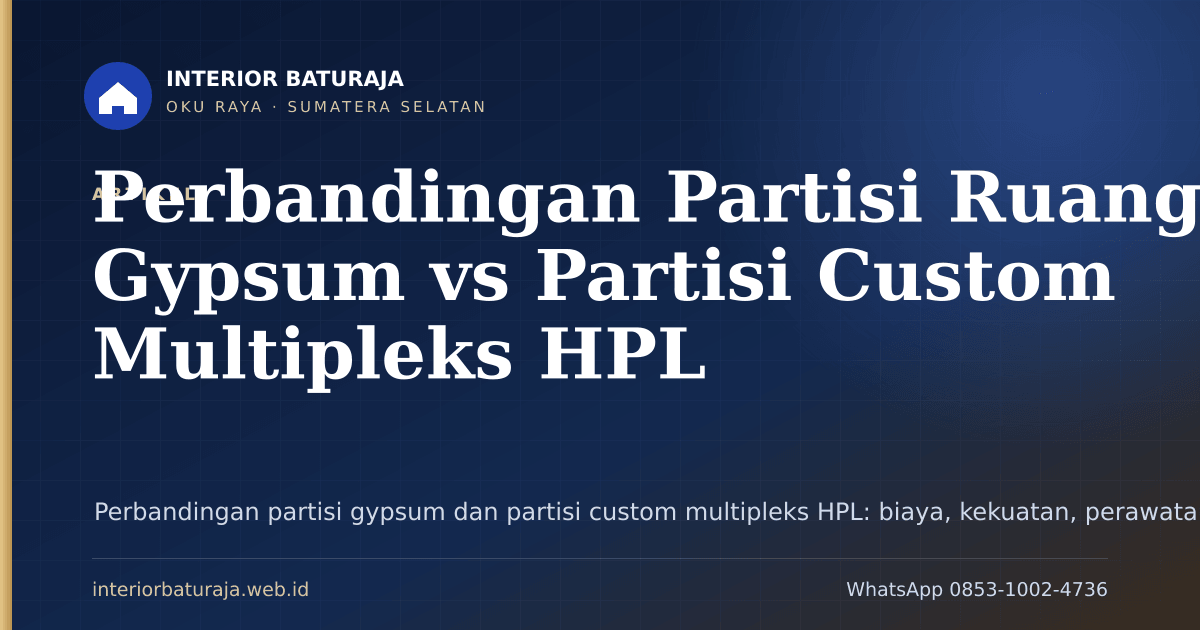 INTERIOR BATURAJA
OKU RAYA · SUMATERA SELATAN
ARTIKEL
Perbandingan Partisi Ruang
Gypsum vs Partisi Custom
Multipleks HPL
Perbandingan partisi gypsum dan partisi custom multipleks HPL: biaya, kekuatan, perawata
interiorbaturaja.web.id
WhatsApp 0853-1002-4736